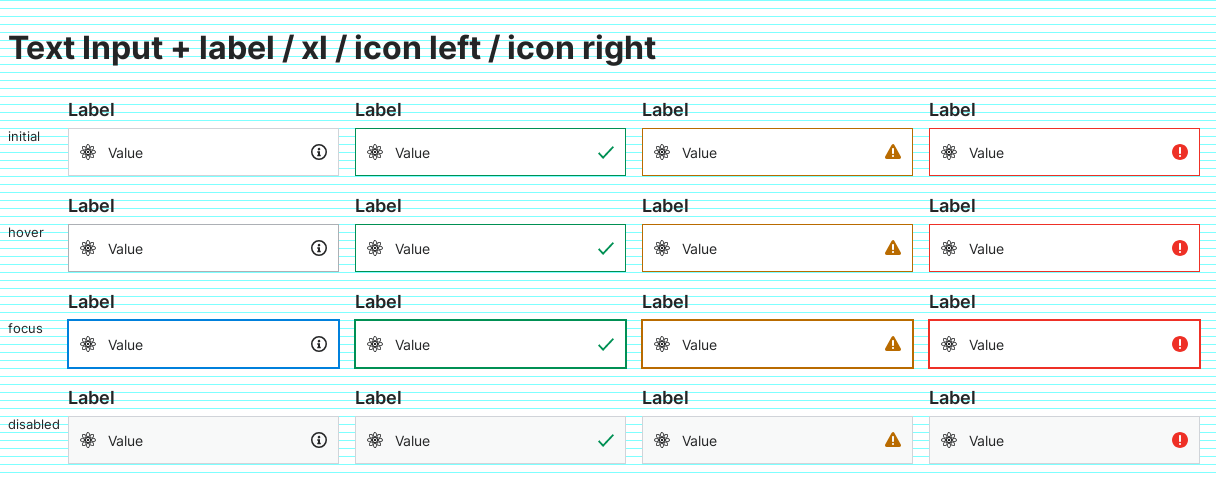 Text Input + label / xl / icon left / icon right
Label Label Label Label
initial Value Value Value Value
Label Label Label Label
hover Value Value Value Value
Label Label Label Label
focus Value Value Value Value
Label Label Label Label
disabled Value Value Value Value